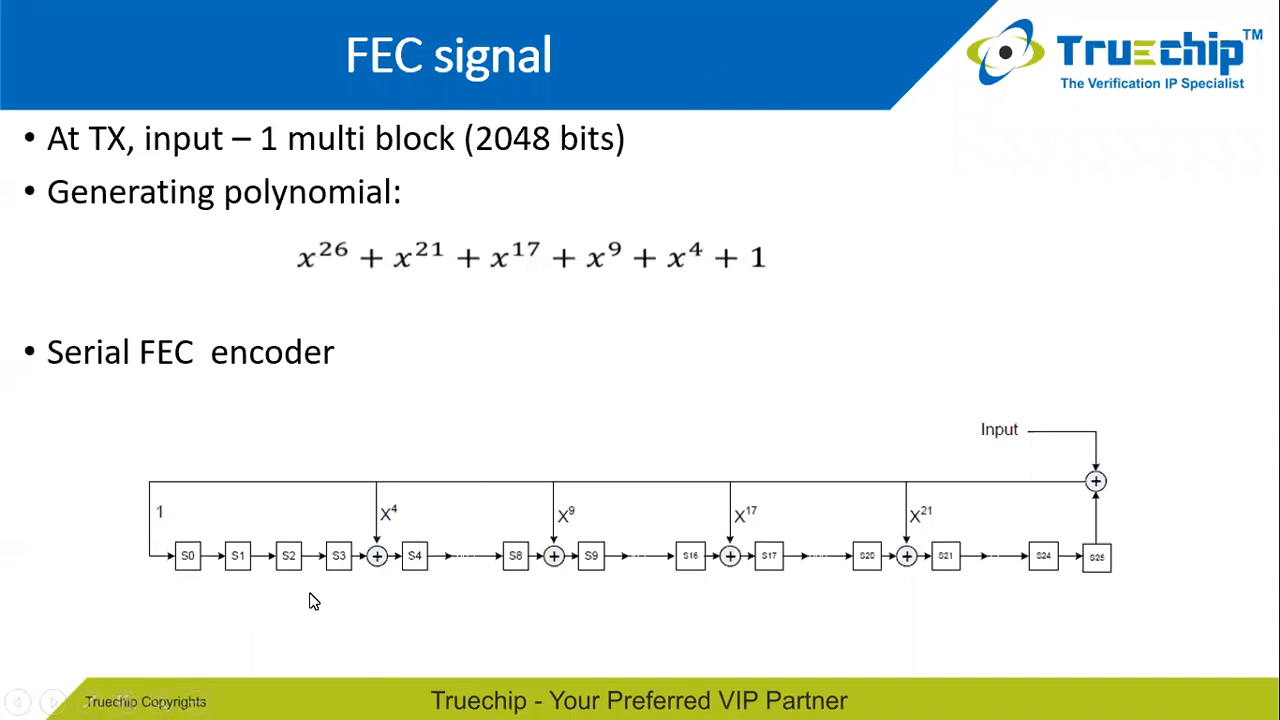 FEC signal
Truechip™
The Verification IP Specialist
• At TX, input – 1 multi block (2048 bits)
• Generating polynomial:
x²⁶ + x²¹ + x¹⁷ + x⁹ + x⁴ + 1
• Serial FEC encoder
Input
1 X⁴ X⁹ X¹⁷ X²¹
S0 S1 S2 S3 S4 S8 S9 S16 S17 S20 S21 S24 S25
Truechip Copyrights
Truechip - Your Preferred VIP Partner